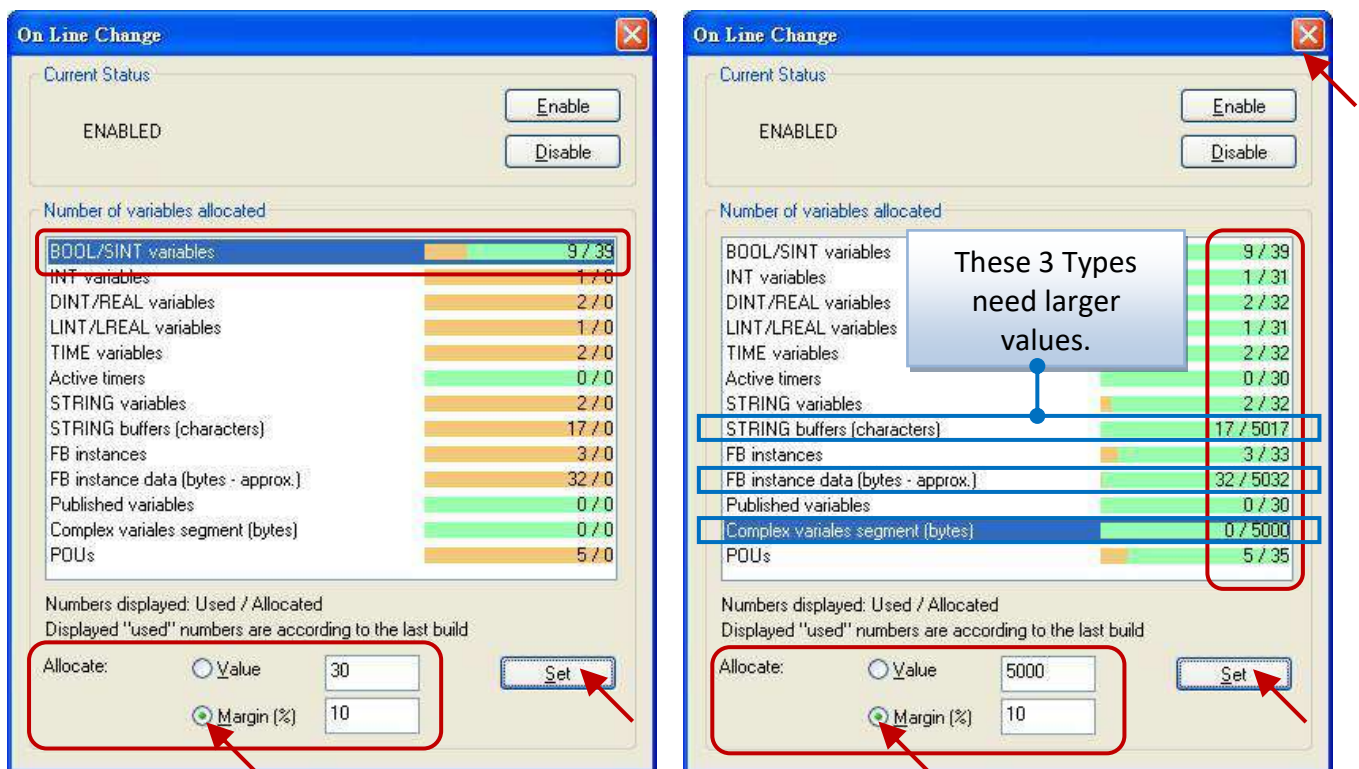 On Line Change
Current Status
ENABLED
Enable
Disable
Number of variables allocated
BOOL/SINT variables 9 / 39
INT variables 1 / 0
DINT/REAL variables 2 / 0
LINT/LREAL variables 1 / 0
TIME variables 2 / 0
Active timers 0 / 0
STRING variables 2 / 0
STRING buffers (characters) 17 / 0
FB instances 3 / 0
FB instance data (bytes - approx.) 32 / 0
Published variables 0 / 0
Complex variales segment (bytes) 0 / 0
POUs 5 / 0
Numbers displayed: Used / Allocated
Displayed "used" numbers are according to the last build
Allocate: Value 30 Set
Margin (%) 10
On Line Change
Current Status
ENABLED
Enable
Disable
Number of variables allocated
BOOL/SINT variables 9 / 39
INT variables 1 / 31
DINT/REAL variables 2 / 32
LINT/LREAL variables 1 / 31
TIME variables 2 / 32
Active timers 0 / 30
STRING variables 2 / 32
STRING buffers (characters) 17 / 5017
FB instances 3 / 33
FB instance data (bytes - approx.) 32 / 5032
Published variables 0 / 30
Complex variales segment (bytes) 0 / 5000
POUs 5 / 35
These 3 Types
need larger
values.
Numbers displayed: Used / Allocated
Displayed "used" numbers are according to the last build
Allocate: Value 5000 Set
Margin (%) 10